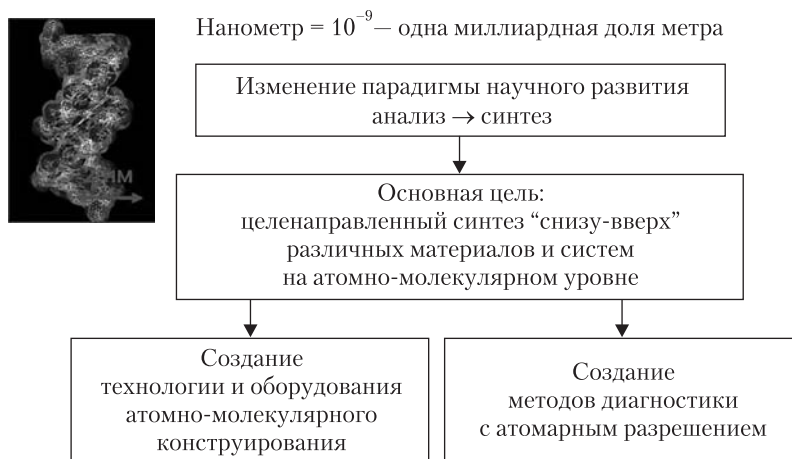 Нанометр = 10⁻⁹ — одна миллиардная доля метра
Изменение парадигмы научного развития
анализ → синтез
Основная цель:
целенаправленный синтез “снизу-вверх”
различных материалов и систем
на атомно-молекулярном уровне
Создание
технологии и оборудования
атомно-молекулярного
конструирования
Создание
методов диагностики
с атомарным разрешением